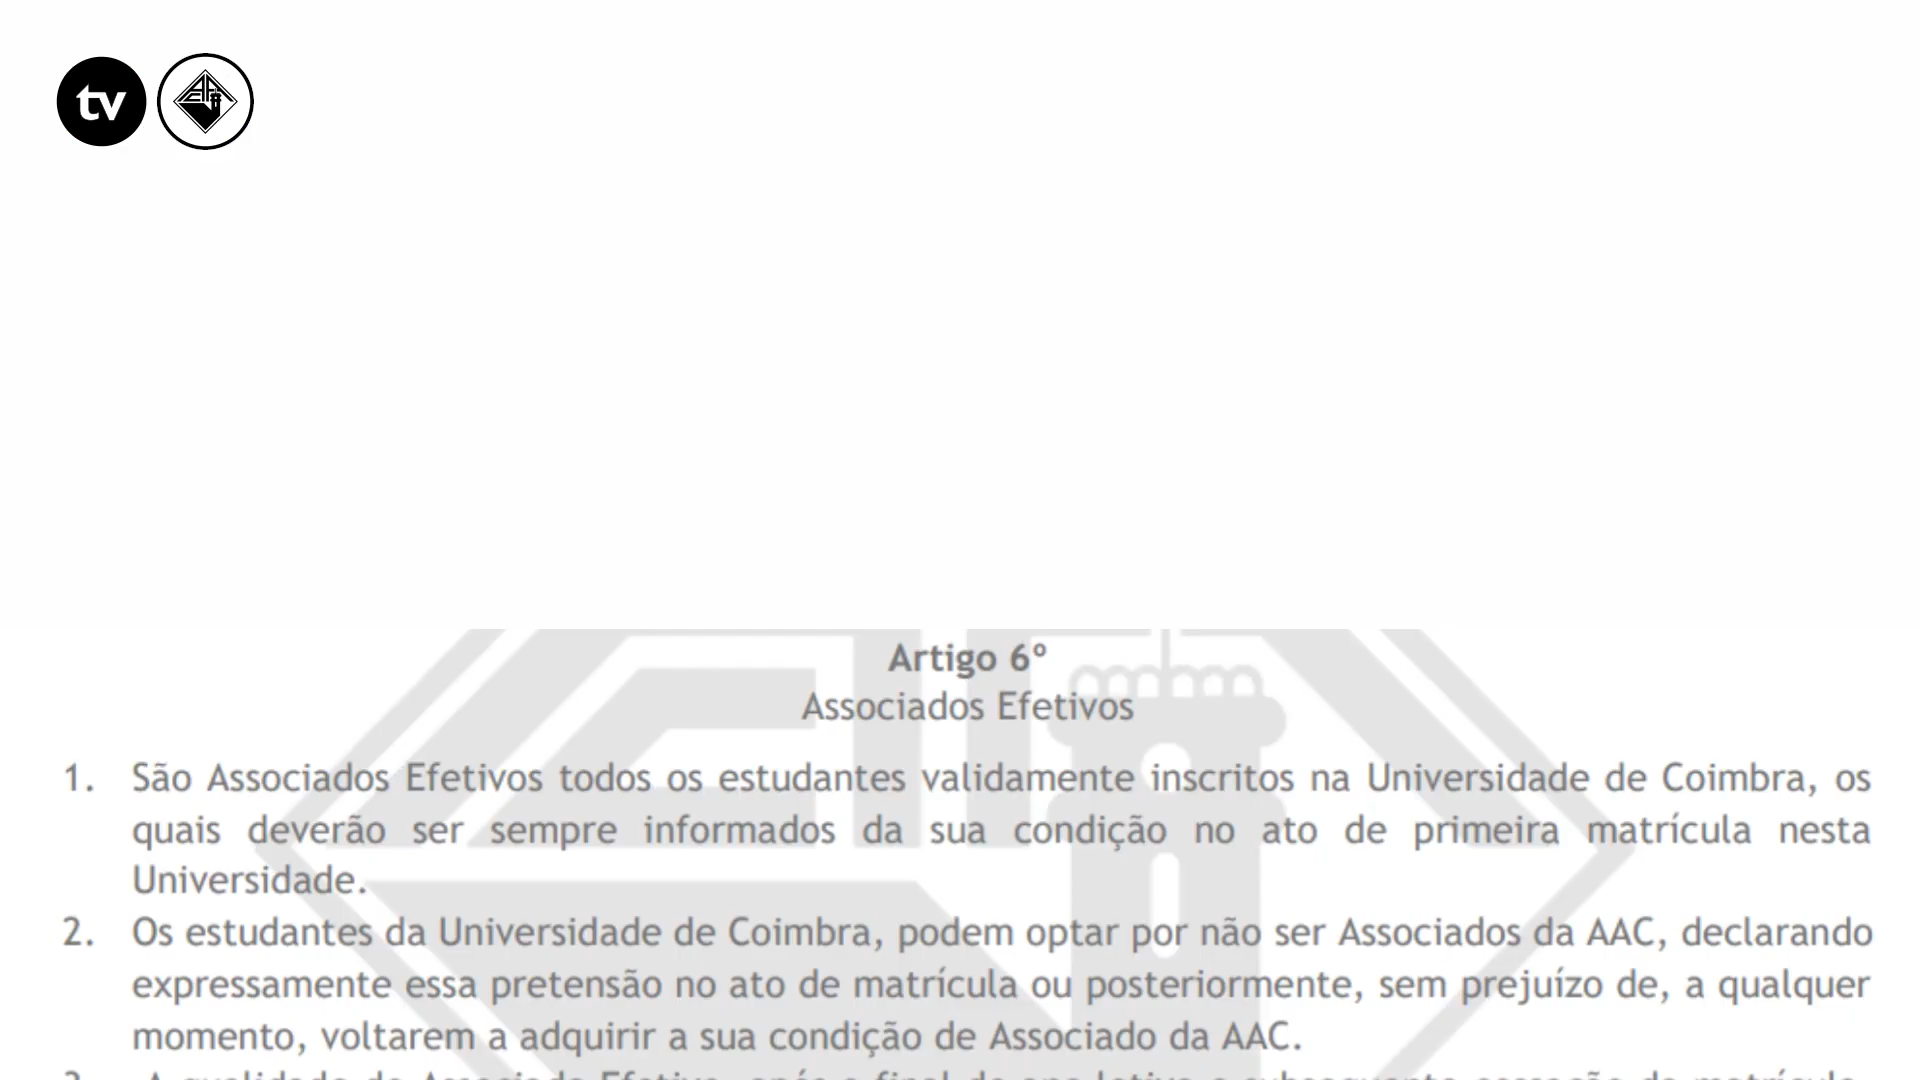 tv
Artigo 6º
Associados Efetivos
1. São Associados Efetivos todos os estudantes validamente inscritos na Universidade de Coimbra, os
quais deverão ser sempre informados da sua condição no ato de primeira matrícula nesta
Universidade.
2. Os estudantes da Universidade de Coimbra, podem optar por não ser Associados da AAC, declarando
expressamente essa pretensão no ato de matrícula ou posteriormente, sem prejuízo de, a qualquer
momento, voltarem a adquirir a sua condição de Associado da AAC.